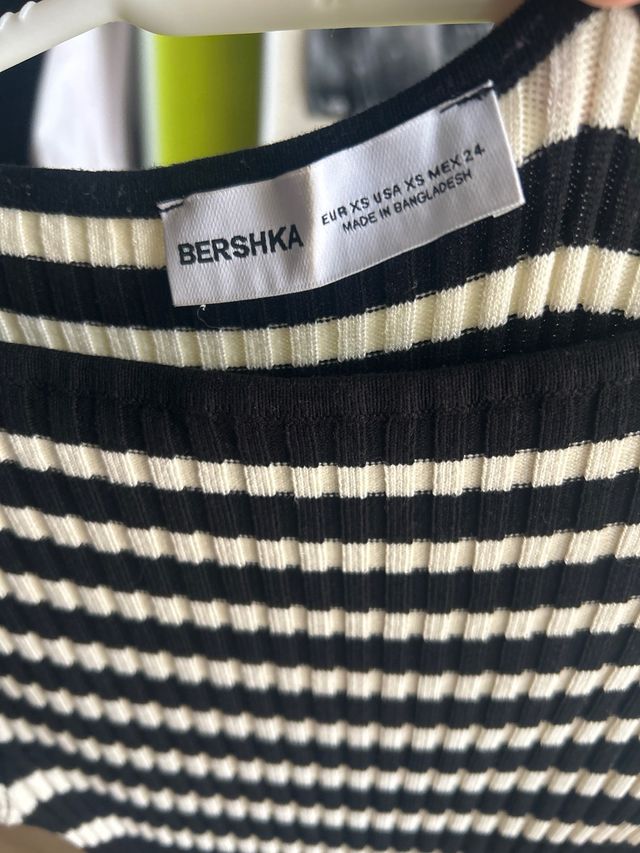 BERSHKA
EUR XS USA XS MEX 24
MADE IN BANGLADESH